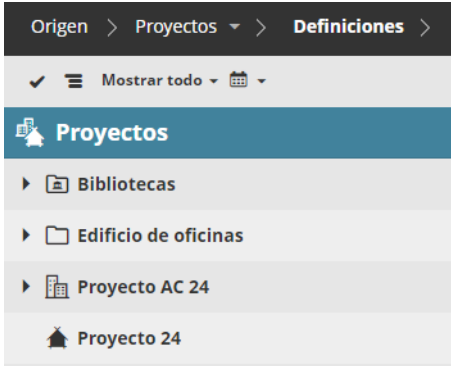 Origen > Proyectos > Definiciones >
Mostrar todo
Proyectos
Bibliotecas
Edificio de oficinas
Proyecto AC 24
Proyecto 24